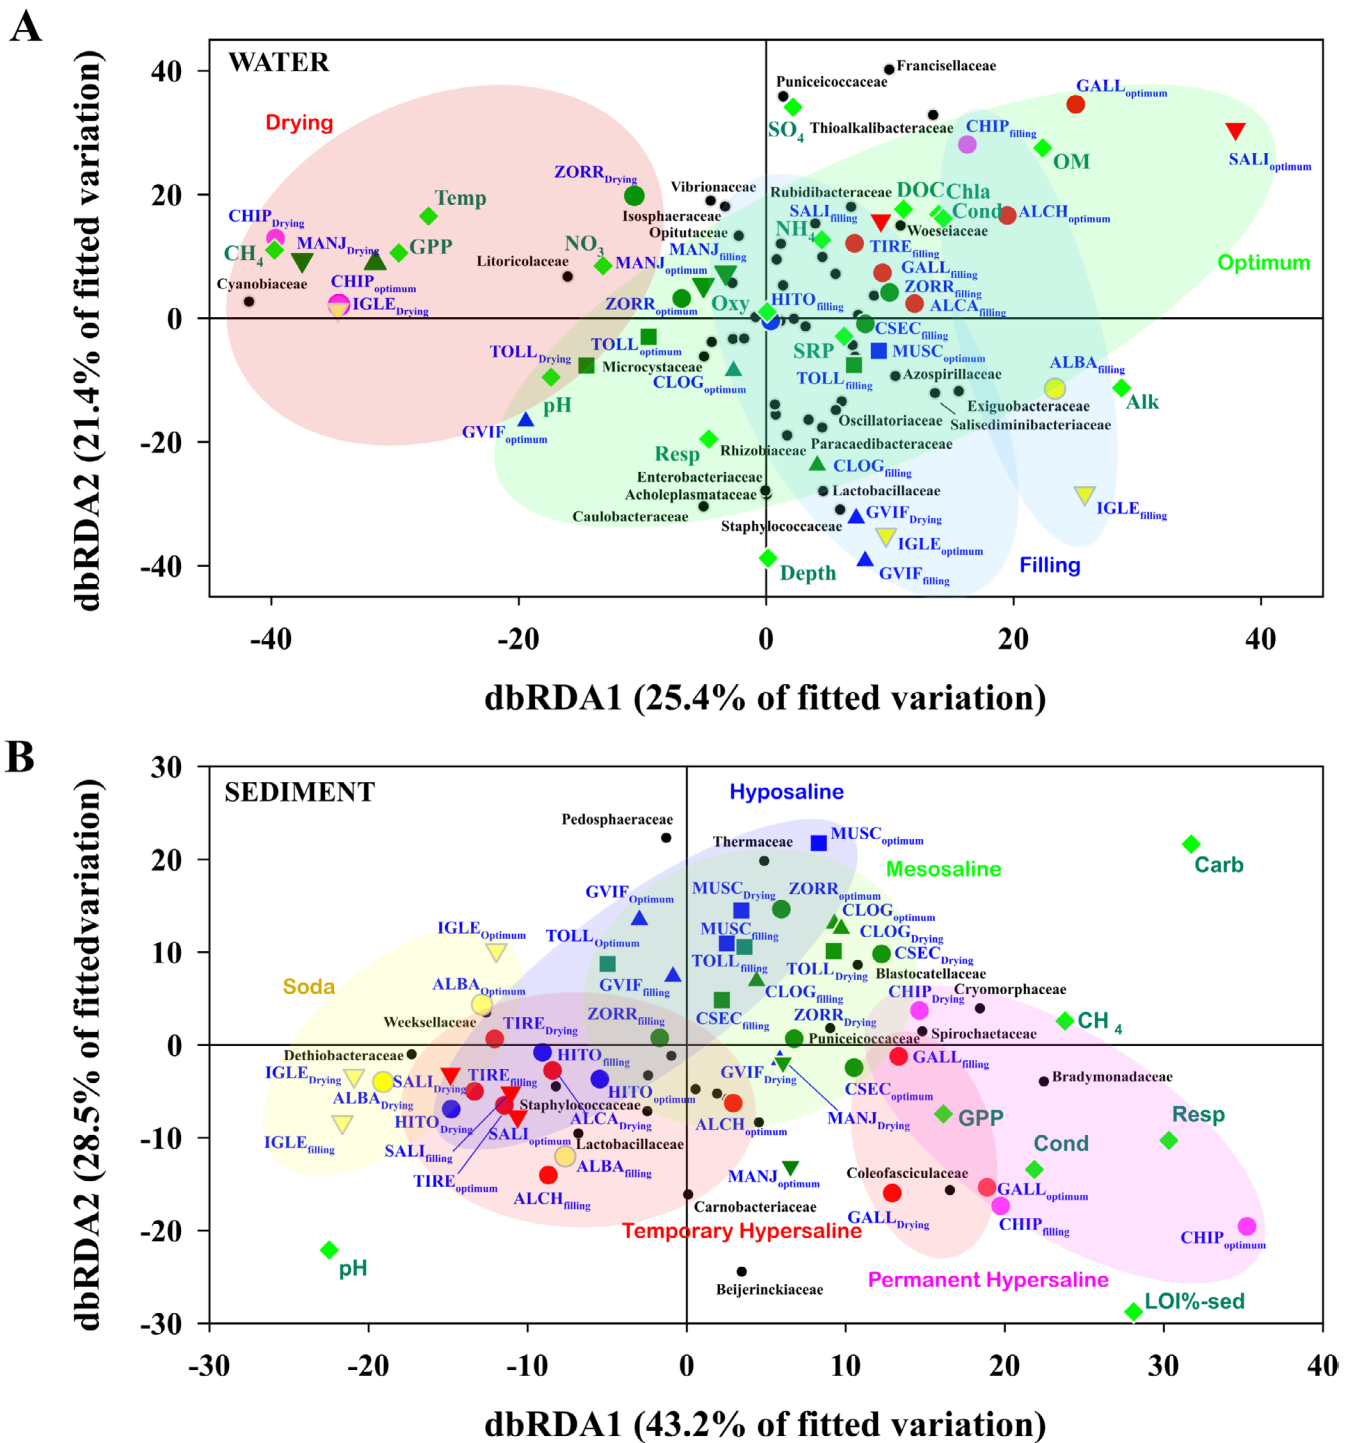 A
WATER
Drying
Optimum
Filling
Francisellaceae
Puniceicoccaceae
GALLoptimum
SO4
Thioalkalibacteraceae
CHIPfilling
OM
SALIoptimum
ZORRDrying
Vibrionaceae
Rubidibacteraceae
DOC
Chla
Temp
Isosphaeraceae
SALIfilling
Cond
ALCHoptimum
CHIPDrying
Opitutaceae
NH4
Woeseiaceae
CH4
MANJDrying
GPP
NO3
MANJfilling
TIREfilling
Litoricolaceae
MANJoptimum
GALLfilling
Cyanobiaceae
CHIPoptimum
ZORRfilling
IGLEDrying
ZORRoptimum
Oxy
HITOfilling
ALCAfilling
CSECfilling
TOLLDrying
TOLLoptimum
SRP
MUSCoptimum
Microcystaceae
ALBAfilling
CLOGoptimum
TOLLfilling
Azospirillaceae
pH
Alk
Exiguobacteraceae
GVIFoptimum
Oscillatoriaceae
Salisediminibacteriaceae
Resp
Rhizobiaceae
Paracaedibacteraceae
CLOGfilling
Enterobacteriaceae
Acholeplasmataceae
Lactobacillaceae
Caulobacteraceae
Staphylococcaceae
GVIFDrying
IGLEfilling
IGLEoptimum
Depth
GVIFfilling
40
20
0
-20
-40
dbRDA2 (21.4% of fitted variation)
-40 -20 0 20 40
dbRDA1 (25.4% of fitted variation)
B
SEDIMENT
Hyposaline
Mesosaline
Soda
Temporary Hypersaline
Permanent Hypersaline
Pedosphaeraceae
Thermaceae
MUSCoptimum
Carb
GVIFOptimum
MUSCDrying
ZORRoptimum
CLOGoptimum
IGLEOptimum
TOLLOptimum
MUSCfilling
CLOGDrying
CSECDrying
TOLLfilling
TOLLDrying
Blastocatellaceae
ALBAOptimum
GVIFfilling
CLOGfilling
CHIPDrying
Cryomorphaceae
Weeksellaceae
TIREDrying
ZORRfilling
CSECfilling
ZORRDrying
CH 4
Puniceicoccaceae
Spirochaetaceae
Dethiobacteraceae
HITOfilling
GALLfilling
IGLEDrying
SALIDrying
TIREfilling
GVIFDrying
Bradymonadaceae
ALBADrying
HITOoptimum
CSECoptimum
Staphylococcaceae
HITODrying
ALCADrying
ALCHoptimum
MANJDrying
GPP
Resp
IGLEfilling
SALIfilling
SALIoptimum
Lactobacillaceae
Cond
TIREoptimum
ALBAfilling
MANJoptimum
Coleofasciculaceae
GALLoptimum
ALCHfilling
Carnobacteriaceae
GALLDrying
CHIPfilling
CHIPoptimum
pH
Beijerinckiaceae
LOI%-sed
30
20
10
0
-10
-20
-30
dbRDA2 (28.5% of fittedvariation)
-30 -20 -10 0 10 20 30 40
dbRDA1 (43.2% of fitted variation)